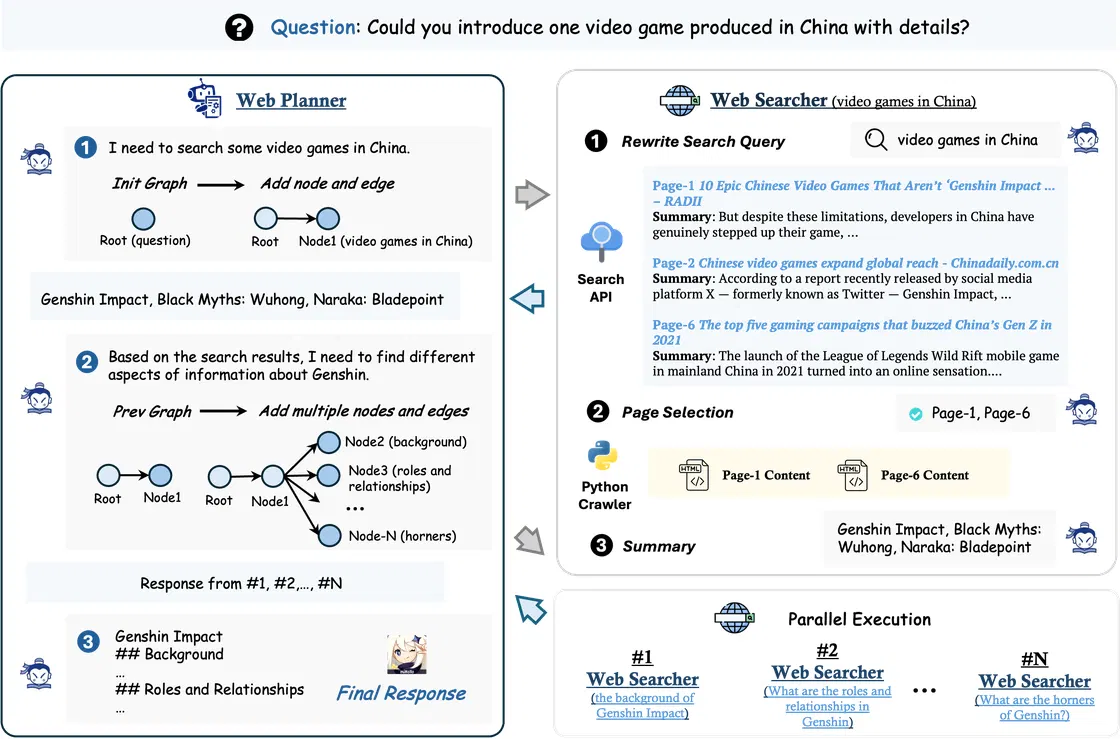 ? Question: Could you introduce one video game produced in China with details?
Web Planner
1 I need to search some video games in China.
Init Graph Add node and edge
Root (question) Root Node1 (video games in China)
Genshin Impact, Black Myths: Wuhong, Naraka: Bladepoint
2 Based on the search results, I need to find different
aspects of information about Genshin.
Prev Graph Add multiple nodes and edges
Node2 (background)
Node3 (roles and
relationships)
Root Node1 Root Node1
...
Node-N (horners)
Response from #1, #2,..., #N
3 Genshin Impact
## Background
...
## Roles and Relationships
...
Final Response
Web Searcher (video games in China)
1 Rewrite Search Query video games in China
Search
API
Page-1 10 Epic Chinese Video Games That Aren't ‘Genshin Impact ...
– RADII
Summary: But despite these limitations, developers in China have
genuinely stepped up their game, ...
Page-2 Chinese video games expand global reach - Chinadaily.com.cn
Summary: According to a report recently released by social media
platform X — formerly known as Twitter — Genshin Impact, ...
Page-6 The top five gaming campaigns that buzzed China's Gen Z in
2021
Summary: The launch of the League of Legends Wild Rift mobile game
in mainland China in 2021 turned into an online sensation....
2 Page Selection Page-1, Page-6
Python
Crawler
HTML Page-1 Content HTML Page-6 Content
3 Summary
Genshin Impact, Black Myths:
Wuhong, Naraka: Bladepoint
Parallel Execution
#1
Web Searcher
(the background of
Genshin Impact)
#2
Web Searcher
(What are the roles and
relationships in
Genshin)
...
#N
Web Searcher
(What are the horners
of Genshin?)